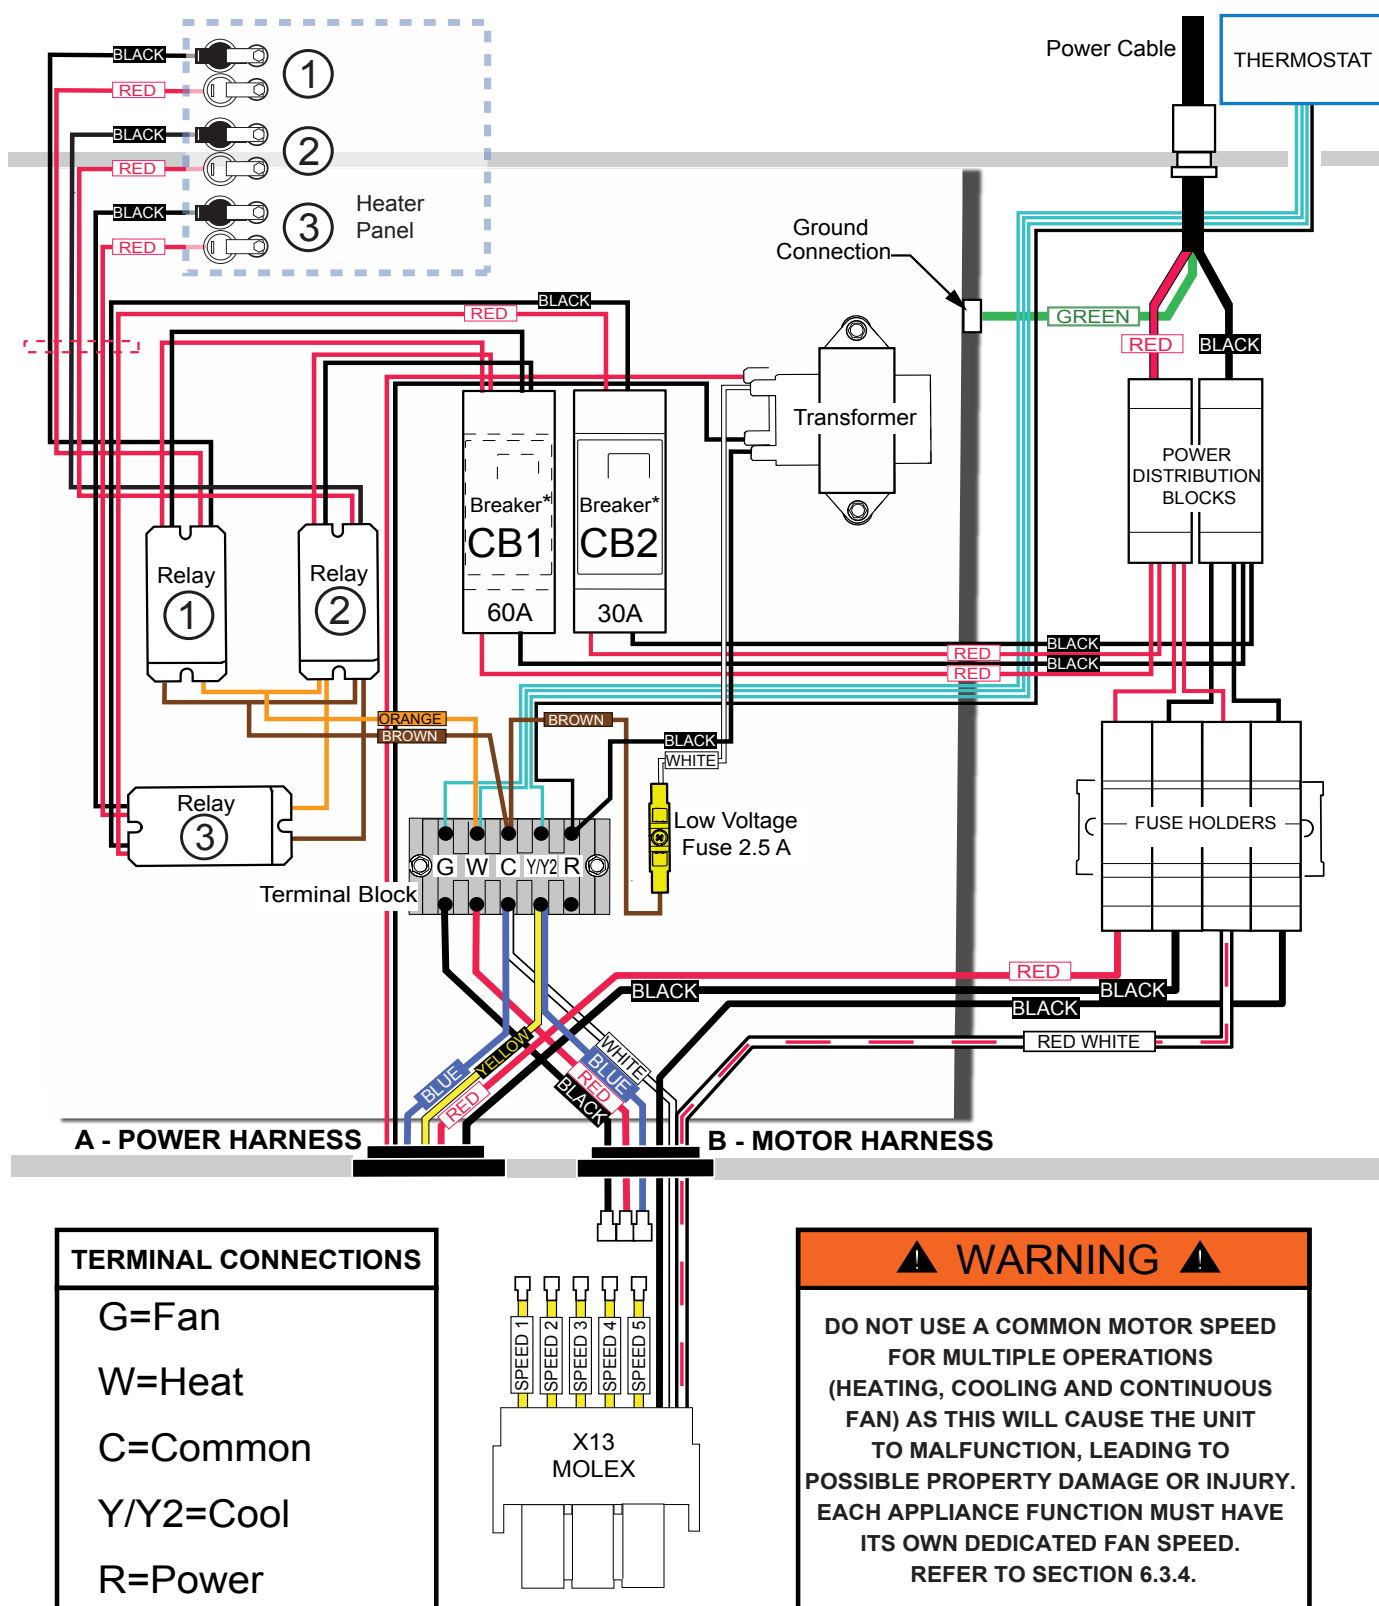 BLACK
RED
BLACK
RED
BLACK
RED
1
2
3
Heater
Panel
Power Cable
THERMOSTAT
Ground
Connection
GREEN
RED
BLACK
BLACK
RED
Transformer
POWER
DISTRIBUTION
BLOCKS
Breaker*
CB1
60A
Breaker*
CB2
30A
Relay
1
Relay
2
BLACK
RED
BLACK
RED
ORANGE
BROWN
BROWN
BLACK
WHITE
Relay
3
Low Voltage
Fuse 2.5 A
FUSE HOLDERS
G W C Y/Y2 R
Terminal Block
RED
BLACK
BLACK
BLACK
RED WHITE
BLUE
YELLOW
RED
BLACK
RED
BLUE
WHITE
A - POWER HARNESS
B - MOTOR HARNESS
TERMINAL CONNECTIONS
G=Fan
W=Heat
C=Common
Y/Y2=Cool
R=Power
SPEED 1
SPEED 2
SPEED 3
SPEED 4
SPEED 5
X13
MOLEX
WARNING
DO NOT USE A COMMON MOTOR SPEED
FOR MULTIPLE OPERATIONS
(HEATING, COOLING AND CONTINUOUS
FAN) AS THIS WILL CAUSE THE UNIT
TO MALFUNCTION, LEADING TO
POSSIBLE PROPERTY DAMAGE OR INJURY.
EACH APPLIANCE FUNCTION MUST HAVE
ITS OWN DEDICATED FAN SPEED.
REFER TO SECTION 6.3.4.